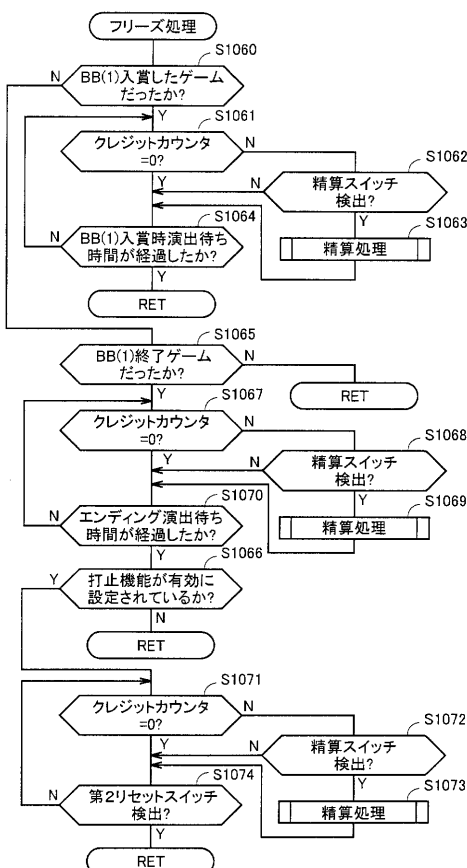 フリーズ処理
S1060
N
BB(1)入賞したゲーム
だったか?
Y
S1061
クレジットカウンタ
=0?
N
S1062
Y
N
精算スイッチ
検出?
S1064
Y
S1063
N
BB(1)入賞時演出待ち
時間が経過したか?
精算処理
Y
RET
S1065
BB(1)終了ゲーム
だったか?
N
Y
S1067
RET
クレジットカウンタ
=0?
N
S1068
Y
N
精算スイッチ
検出?
S1070
Y
S1069
N
エンディング演出待ち
時間が経過したか?
精算処理
Y
S1066
Y
打止機能が有効に
設定されているか?
N
RET
S1071
クレジットカウンタ
=0?
N
S1072
Y
N
精算スイッチ
検出?
S1074
Y
S1073
N
第2リセットスイッチ
検出?
精算処理
Y
RET